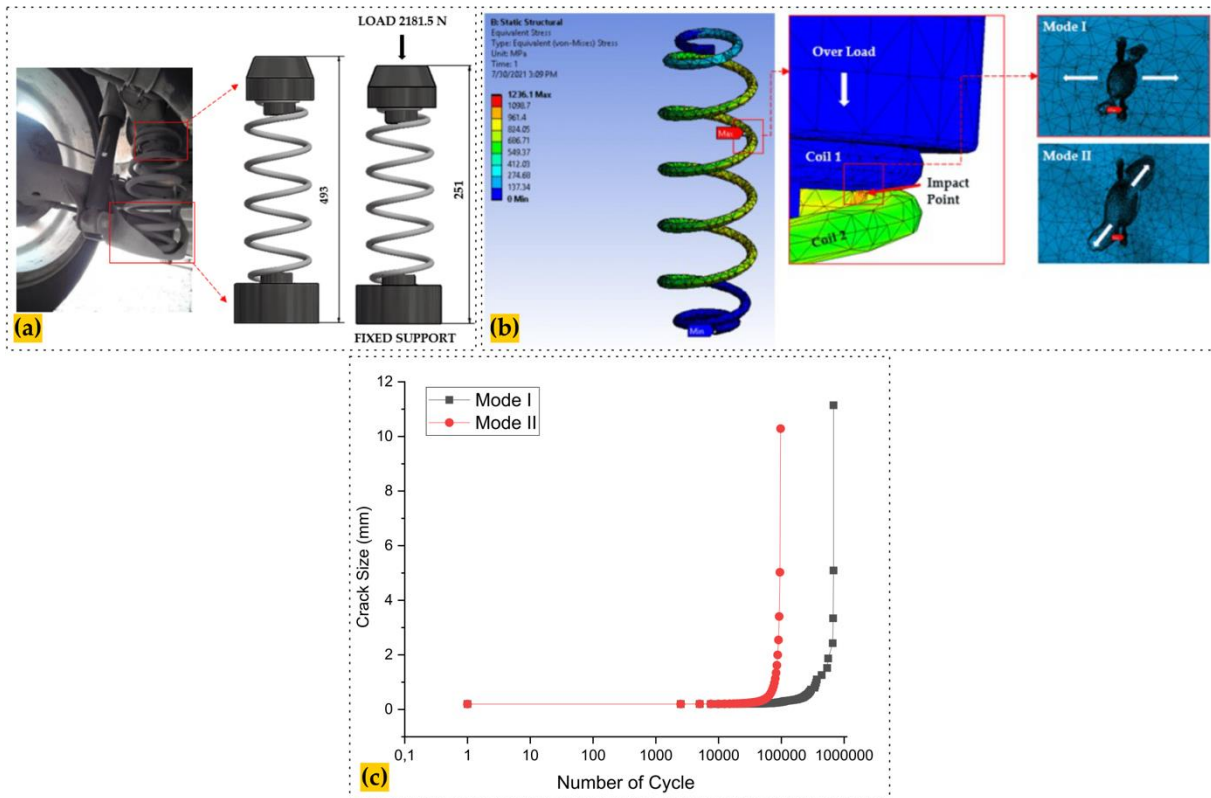 LOAD 2181.5 N
493
251
FIXED SUPPORT
(a)
B: Static Structural
Equivalent Stress
Type: Equivalent (von-Mises) Stress
Unit: MPa
Time: 1
7/30/2021 3:09 PM
1236.1 Max
1098.7
961.4
824.05
686.71
549.37
412.03
274.68
137.34
0 Min
Max
Min
(b)
Over Load
Coil 1
Impact
Point
Coil 2
Mode I
Mode II
Mode I
Mode II
12
10
8
6
4
2
0
Crack Size (mm)
0,1
1
10
100
1000
10000
100000
1000000
Number of Cycle
(c)